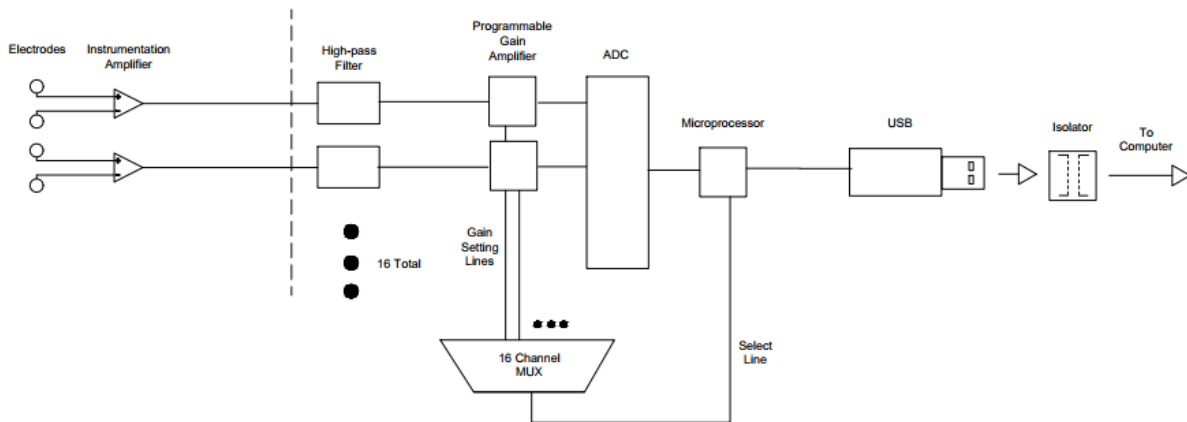 Electrodes
Instrumentation
Amplifier
High-pass
Filter
Programmable
Gain
Amplifier
ADC
Microprocessor
USB
Isolator
To
Computer
16 Total
Gain
Setting
Lines
16 Channel
MUX
Select
Line